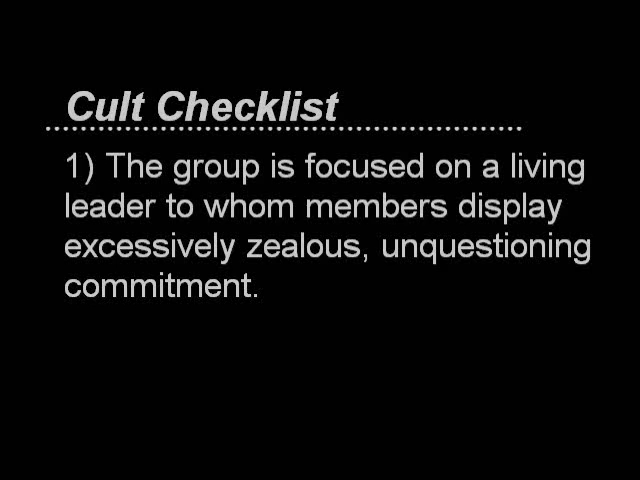 Cult Checklist
1) The group is focused on a living
leader to whom members display
excessively zealous, unquestioning
commitment.